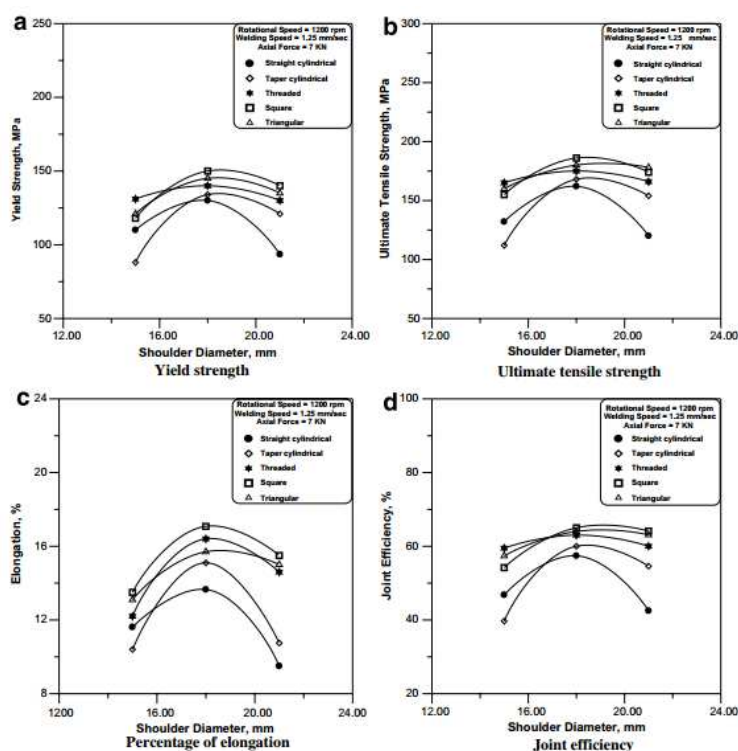 a
250
200
150
100
50
12.00
16.00
20.00
24.00
Yield Strength, MPa
Rotational Speed = 1200 rpm
Welding Speed = 1.25 mm/sec
Axial Force = 7 KN
Straight cylindrical
Taper cylindrical
Threaded
Square
Triangular
Shoulder Diameter, mm
Yield strength
b
300
250
200
150
100
50
12.00
16.00
20.00
24.00
Ultimate Tensile Strength, MPa
Rotational Speed = 1200 rpm
Welding Speed = 1.25 mm/sec
Axial Force = 7 KN
Straight cylindrical
Taper cylindrical
Threaded
Square
Triangular
Shoulder Diameter, mm
Ultimate tensile strength
c
24
20
16
12
8
1200
16.00
20.00
24.00
Elongation, %
Rotational Speed = 1200 rpm
Welding Speed = 1.25 mm/sec
Axial Force = 7 KN
Straight cylindrical
Taper cylindrical
Threaded
Square
Triangular
Shoulder Diameter, mm
Percentage of elongation
d
100
80
60
40
20
12.00
16.00
20.00
24.00
Joint Efficiency, %
Rotational Speed = 1200 rpm
Welding Speed = 1.25 mm/sec
Axial Force = 7 KN
Straight cylindrical
Taper cylindrical
Threaded
Square
Triangular
Shoulder Diameter, mm
Joint efficiency